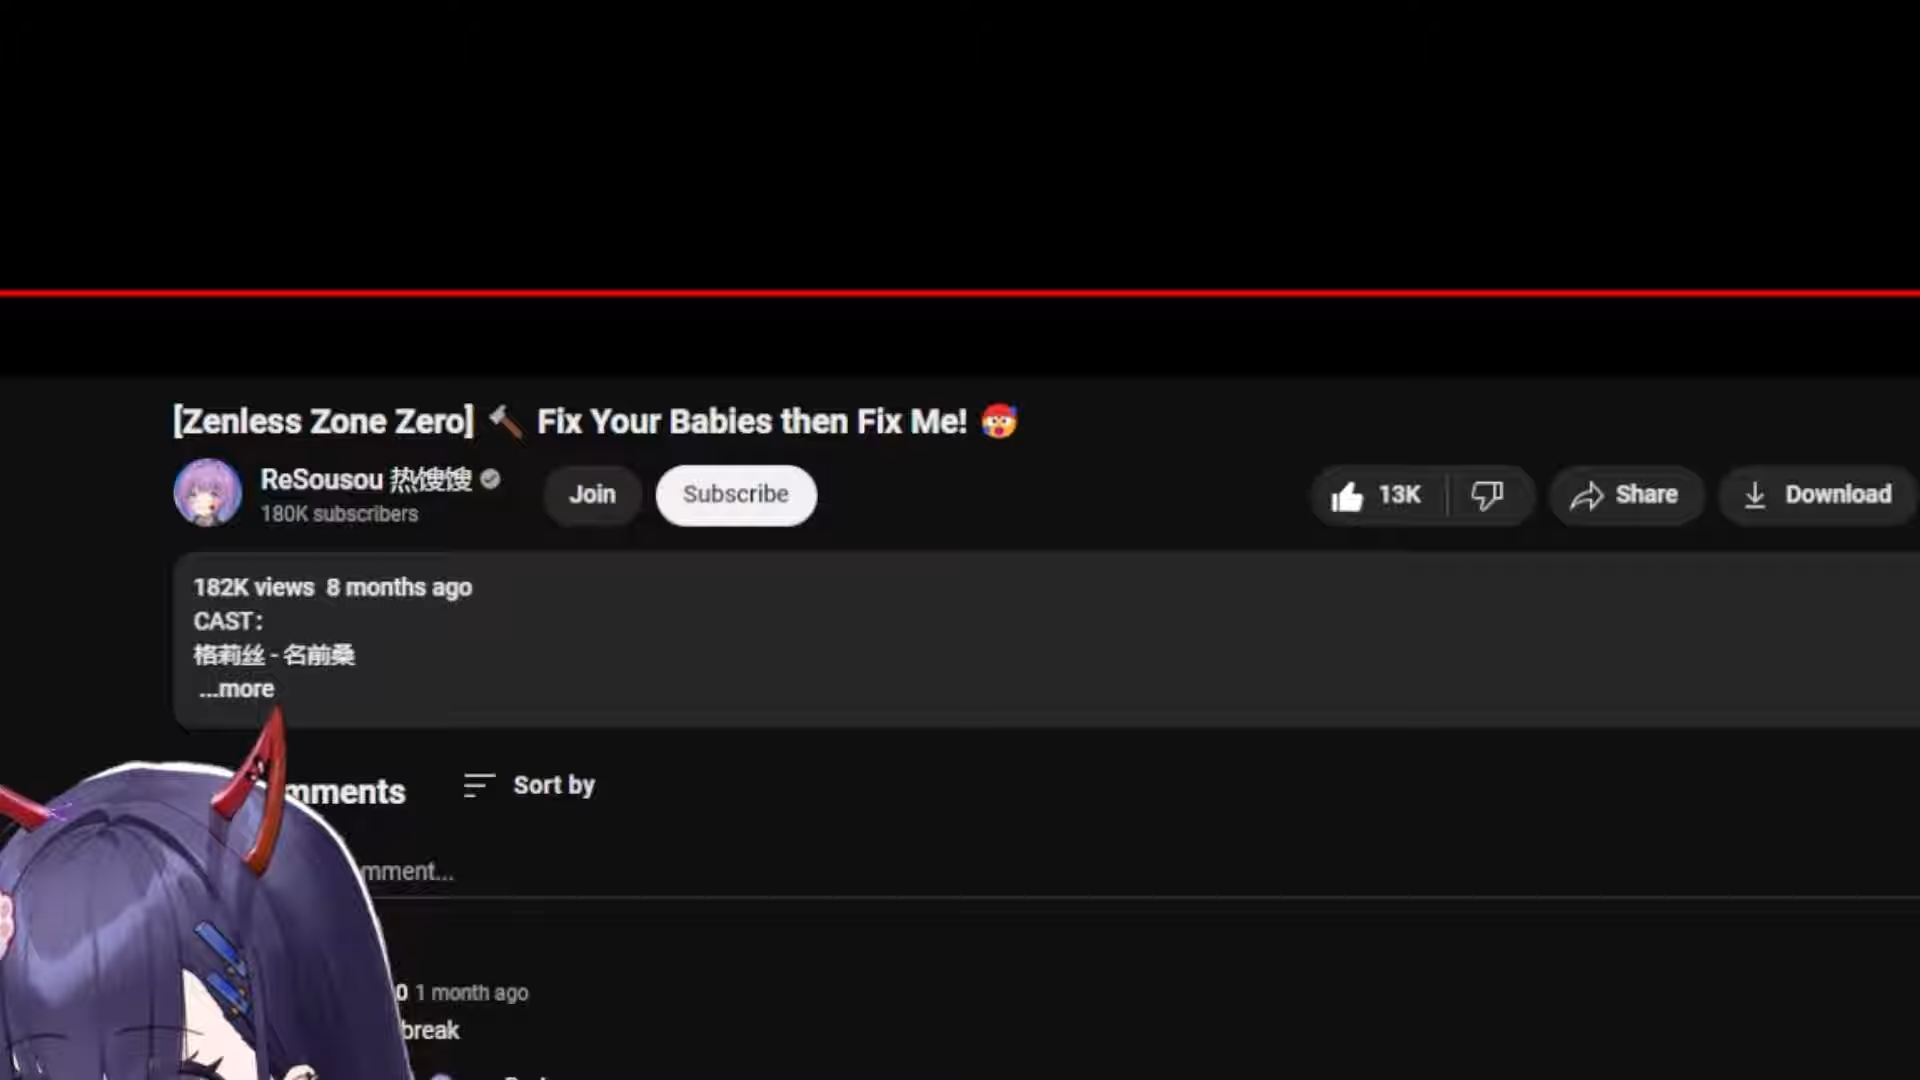 [Zenless Zone Zero] 🔨 Fix Your Babies then Fix Me! 🥵
ReSousou 热馊馊
180K subscribers
Join
Subscribe
13K
Share
Download
182K views 8 months ago
CAST:
格莉丝 - 名前桑
...more
mments
Sort by
mment...
0 1 month ago
break